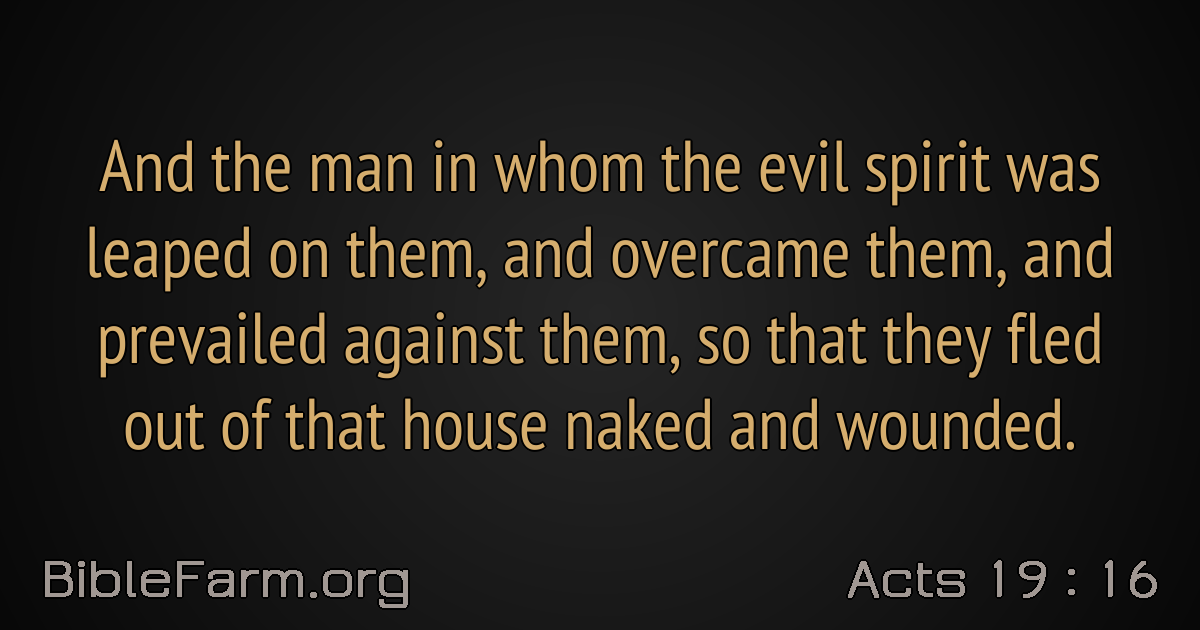 And the man in whom the evil spirit was
leaped on them, and overcame them, and
prevailed against them, so that they fled
out of that house naked and wounded.
BibleFarm.org
Acts 19 : 16